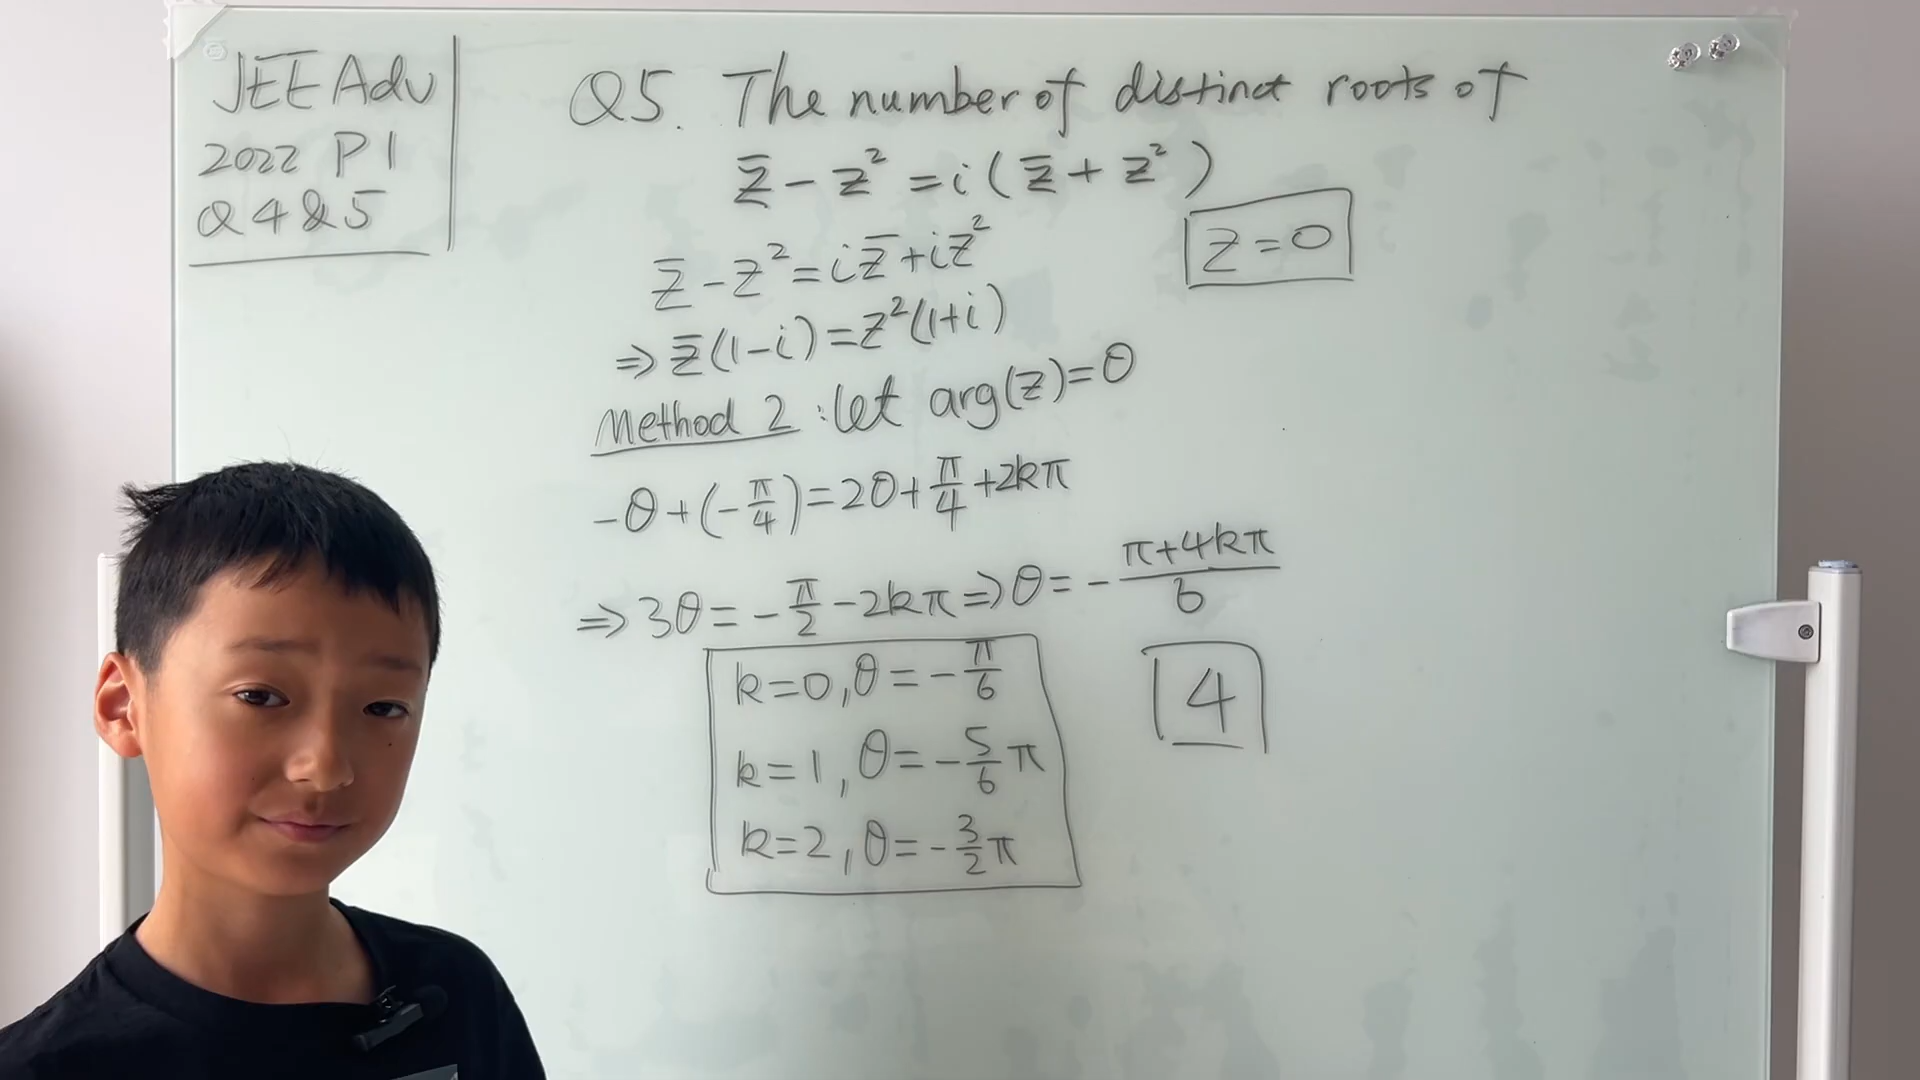 JEE Adv
2022 P1
Q4&5
Q5. The number of distinct roots of
z̅ - z² = i(z̅ + z²)
z = 0
z̅ - z² = iz̅ + iz²
⇒ z̅(1-i) = z²(1+i)
Method 2: let arg(z) = θ
-θ + (-π/4) = 2θ + π/4 + 2kπ
⇒ 3θ = -π/2 - 2kπ ⇒ θ = -(π+4kπ)/6
k=0, θ = -π/6
k=1, θ = -5/6 π
k=2, θ = -3/2 π
4